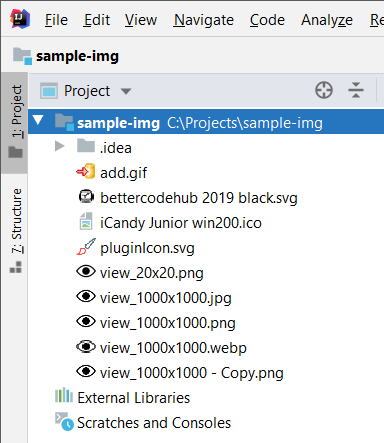 File Edit View Navigate Code Analyze R
sample-img
1: Project
Project
sample-img C:\Projects\sample-img
.idea
add.gif
bettercodehub 2019 black.svg
iCandy Junior win200.ico
pluginIcon.svg
view_20x20.png
view_1000x1000.jpg
view_1000x1000.png
view_1000x1000.webp
view_1000x1000 - Copy.png
External Libraries
Scratches and Consoles
7: Structure